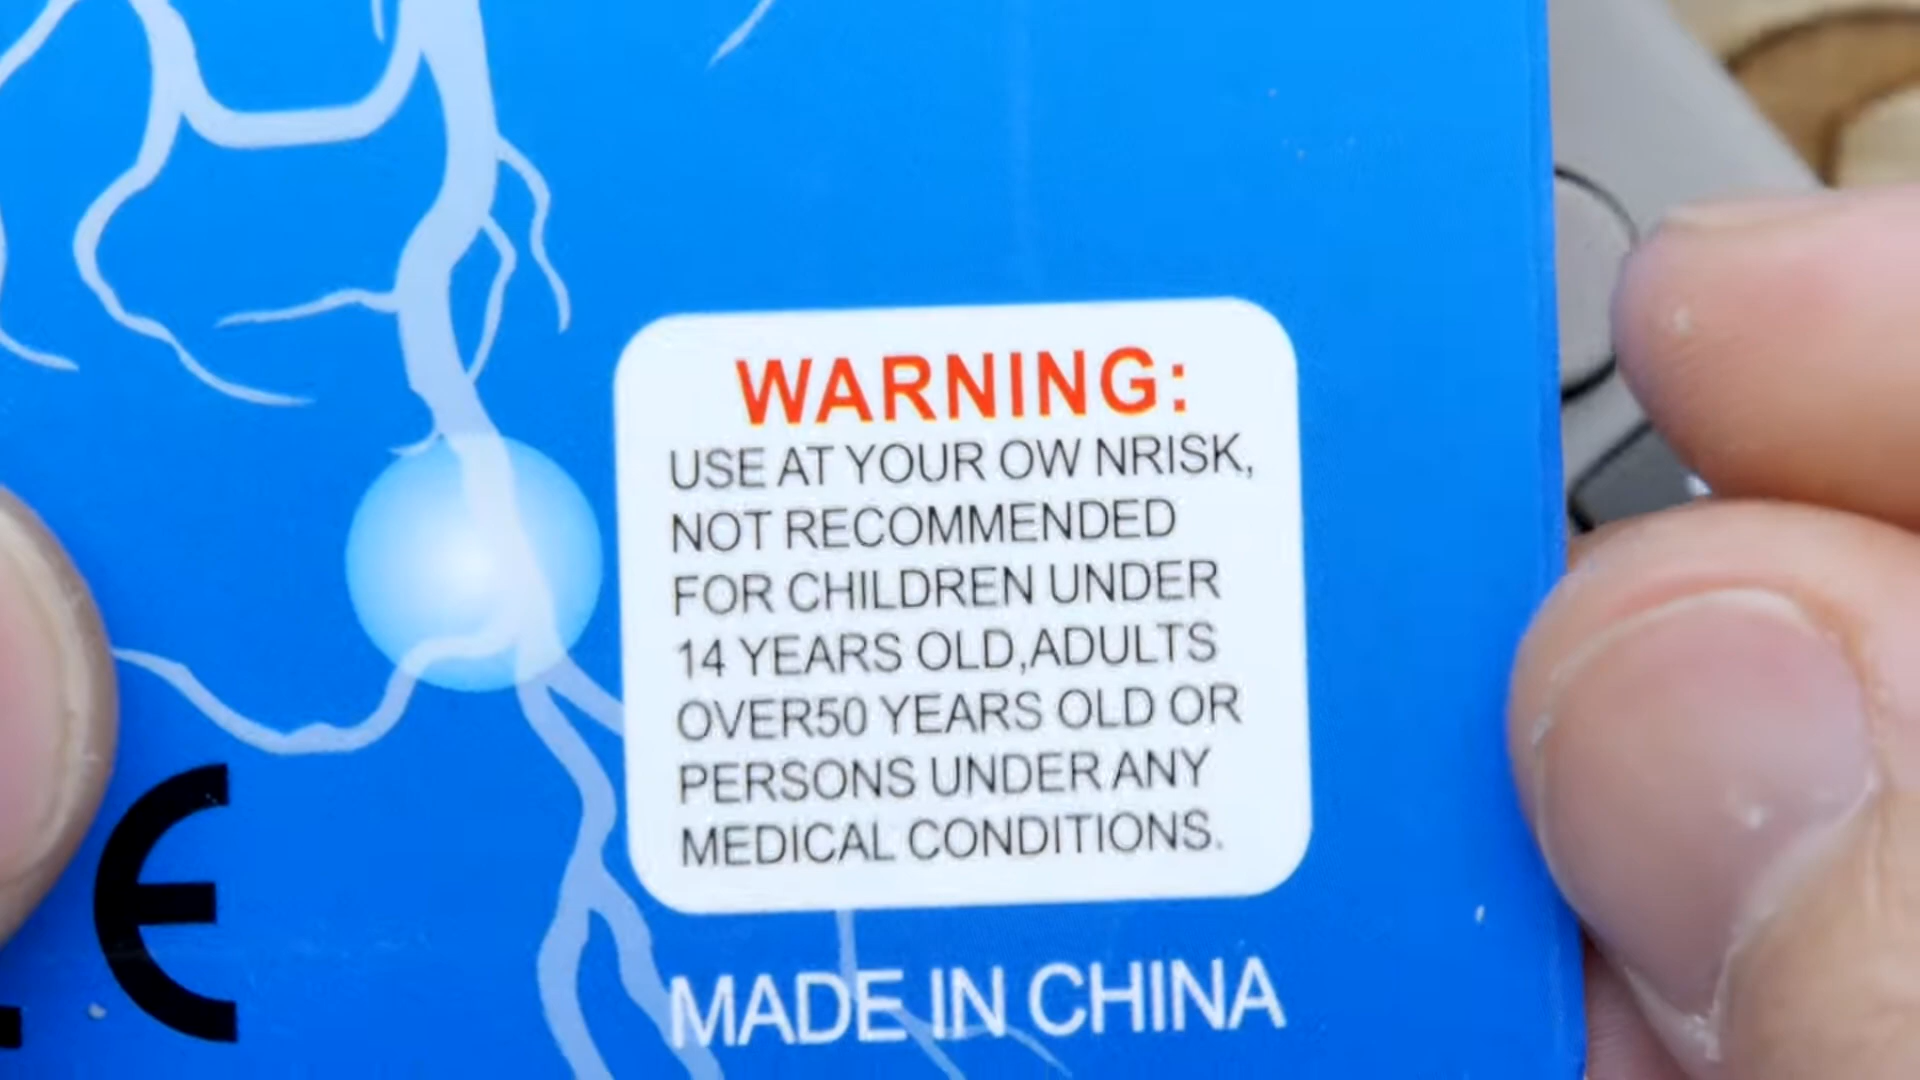 WARNING:
USE AT YOUR OW NRISK,
NOT RECOMMENDED
FOR CHILDREN UNDER
14 YEARS OLD,ADULTS
OVER50 YEARS OLD OR
PERSONS UNDER ANY
MEDICAL CONDITIONS.
CE
MADE IN CHINA